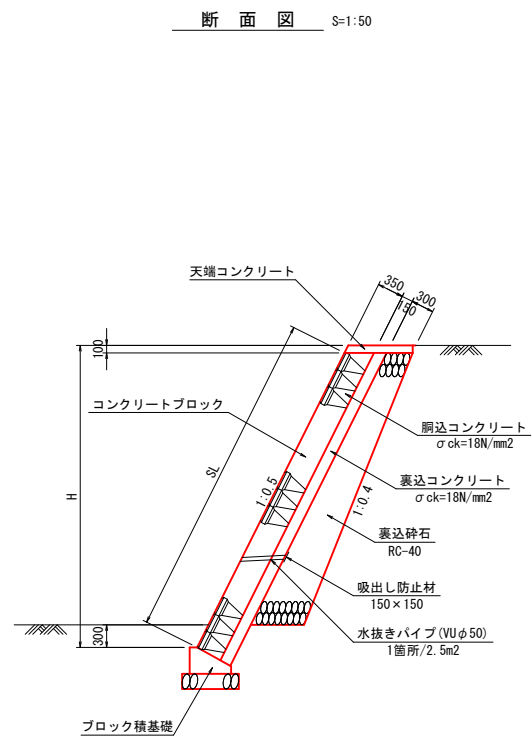 断面図 S=1:50
天端コンクリート
350
150
300
100
コンクリートブロック
胴込コンクリート
σck=18N/mm2
SL
1:0.5
裏込コンクリート
σck=18N/mm2
H
1:0.4
裏込砕石
RC-40
吸出し防止材
150×150
300
水抜きパイプ(VUφ50)
1箇所/2.5m2
ブロック積基礎